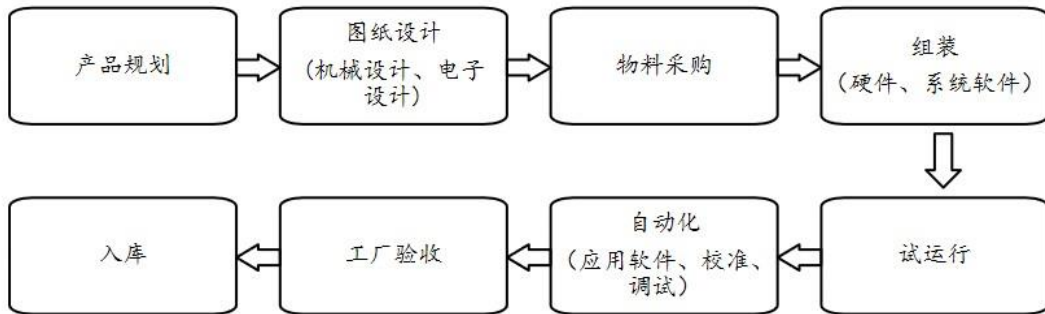 产品规划
图纸设计
（机械设计、电子
设计）
物料采购
组装
（硬件、系统软件）
试运行
自动化
（应用软件、校准、
调试）
工厂验收
入库